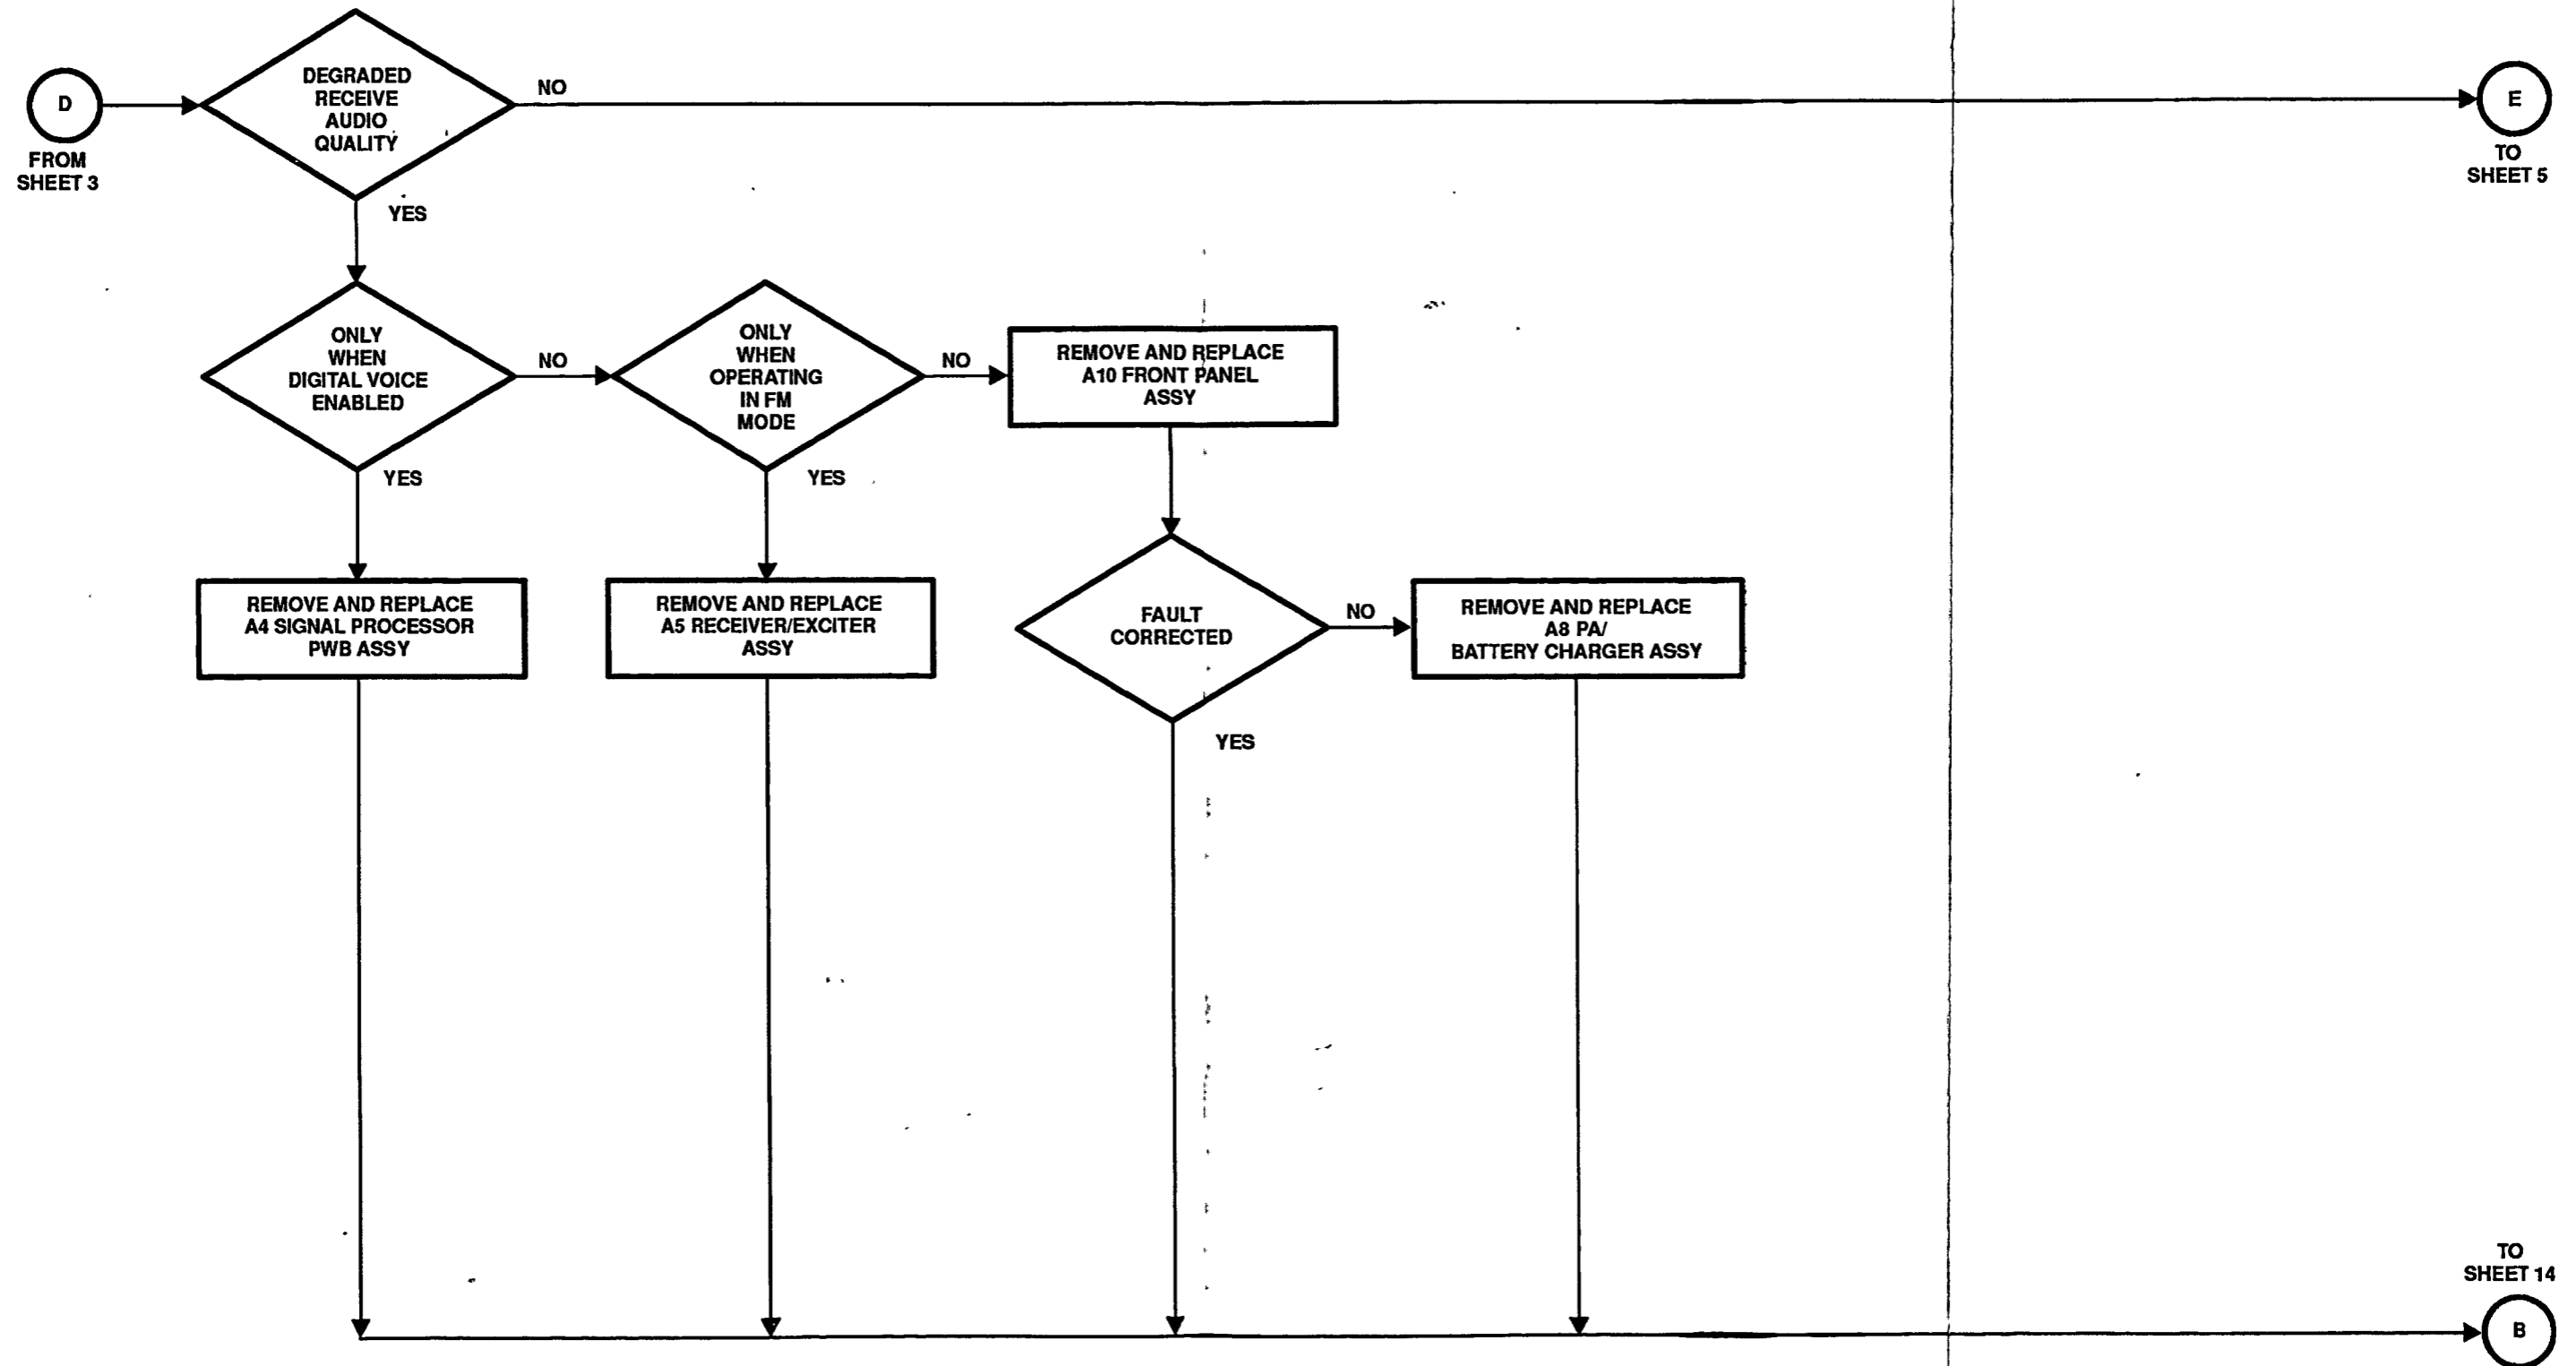 D
FROM
SHEET 3
DEGRADED
RECEIVE
AUDIO
QUALITY
NO
E
TO
SHEET 5
YES
ONLY
WHEN
DIGITAL VOICE
ENABLED
NO
ONLY
WHEN
OPERATING
IN FM
MODE
NO
REMOVE AND REPLACE
A10 FRONT PANEL
ASSY
YES
YES
REMOVE AND REPLACE
A4 SIGNAL PROCESSOR
PWB ASSY
REMOVE AND REPLACE
A5 RECEIVER/EXCITER
ASSY
FAULT
CORRECTED
NO
REMOVE AND REPLACE
A8 PA/
BATTERY CHARGER ASSY
YES
TO
SHEET 14
B